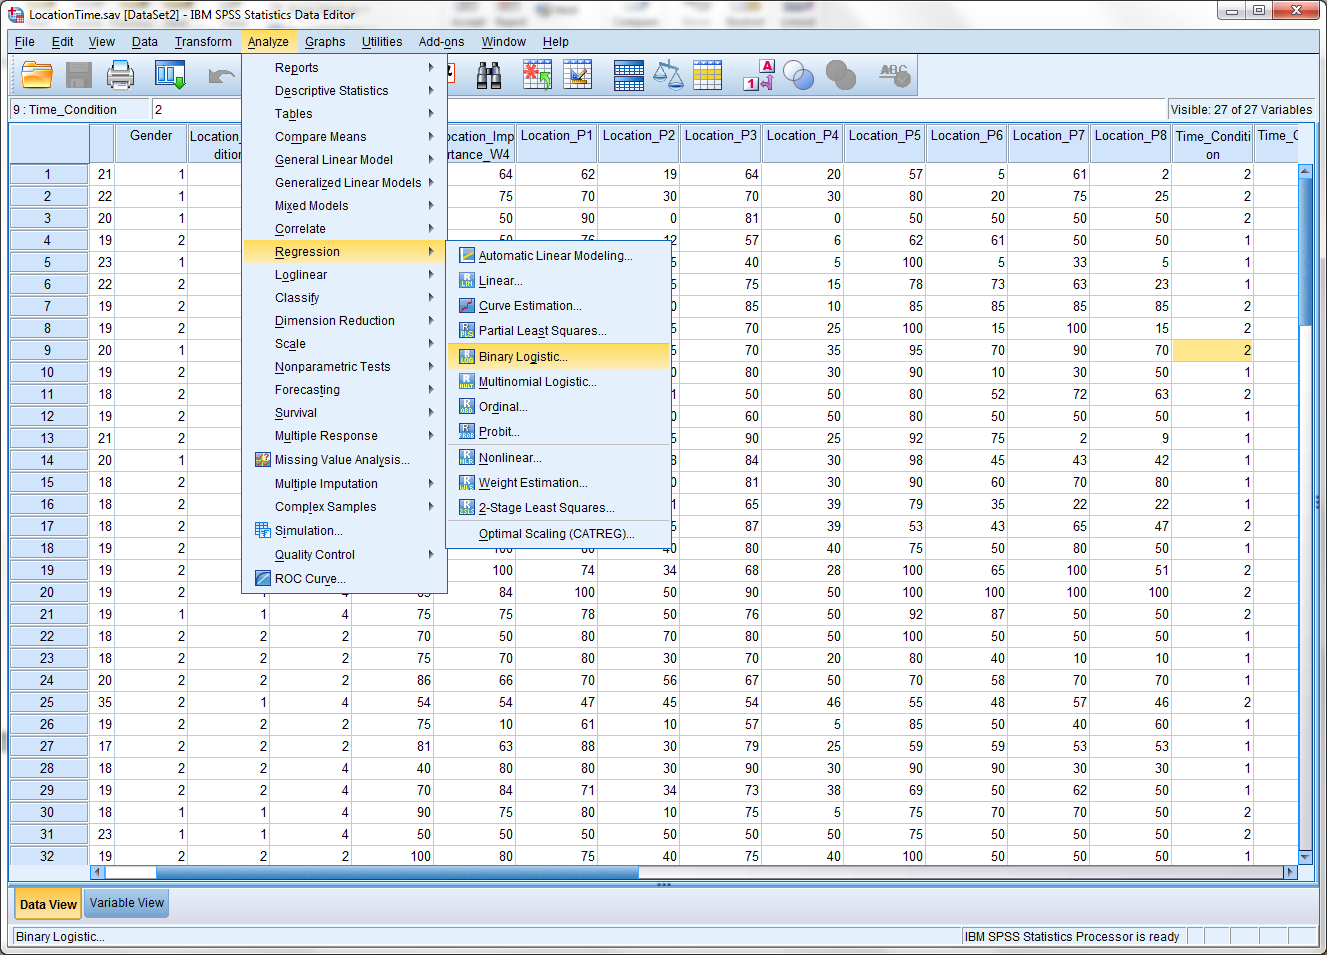 LocationTime.sav [DataSet2] - IBM SPSS Statistics Data Editor
File Edit View Data Transform Analyze Graphs Utilities Add-ons Window Help
9 : Time_Condition 2 Visible: 27 of 27 Variables
Gender Location_ Location_P1 Location_P2 Location_P3 Location_P4 Location_P5 Location_P6 Location_P7 Location_P8 Time_Conditi
ditio rtance_W4 on
Reports
Descriptive Statistics
Tables
Compare Means
General Linear Model
Generalized Linear Models
Mixed Models
Correlate
Regression
Loglinear
Classify
Dimension Reduction
Scale
Nonparametric Tests
Forecasting
Survival
Multiple Response
Missing Value Analysis...
Multiple Imputation
Complex Samples
Simulation...
Quality Control
ROC Curve...
Automatic Linear Modeling...
Linear...
Curve Estimation...
Partial Least Squares...
Binary Logistic...
Multinomial Logistic...
Ordinal...
Probit...
Nonlinear...
Weight Estimation...
2-Stage Least Squares...
Optimal Scaling (CATREG)...
1 21 1 64 62 19 64 20 57 5 61 2 2
2 22 1 75 70 30 70 30 80 20 75 25 2
3 20 1 50 90 0 81 0 50 50 50 50 2
4 19 2 57 6 62 61 50 50 1
5 23 1 5 40 5 100 5 33 5 1
6 22 2 5 75 15 78 73 63 23 1
7 19 2 0 85 10 85 85 85 85 2
8 19 2 5 70 25 100 15 100 15 2
9 20 1 5 70 35 95 70 90 70 2
10 19 2 0 80 30 90 10 30 50 1
11 18 2 1 50 50 80 52 72 63 2
12 19 2 0 60 50 80 50 50 50 1
13 21 2 5 90 25 92 75 2 9 1
14 20 1 8 84 30 98 45 43 42 1
15 18 2 0 81 30 90 60 70 80 1
16 18 2 1 65 39 79 35 22 22 1
17 18 2 5 87 39 53 43 65 47 2
18 19 2 80 40 75 50 80 50 1
19 19 2 100 74 34 68 28 100 65 100 51 2
20 19 2 84 100 50 90 50 100 100 100 100 2
21 19 1 1 4 75 75 78 50 76 50 92 87 50 50 2
22 18 2 2 2 70 50 80 70 80 50 100 50 50 50 1
23 18 2 2 2 75 70 80 30 70 20 80 40 10 10 1
24 20 2 2 2 86 66 70 56 67 50 70 58 70 70 1
25 35 2 1 4 54 54 47 45 54 46 55 48 57 46 2
26 19 2 2 2 75 10 61 10 57 5 85 50 40 60 1
27 17 2 2 2 81 63 88 30 79 25 59 59 53 53 1
28 18 2 2 4 40 80 80 30 90 30 90 90 30 30 1
29 19 2 2 4 70 84 71 34 73 38 69 50 62 50 1
30 18 1 1 4 90 75 80 10 75 5 75 70 70 50 2
31 23 1 1 4 50 50 50 50 50 50 75 50 50 50 2
32 19 2 2 2 100 80 75 40 75 40 100 50 50 50 1
Data View Variable View
Binary Logistic... IBM SPSS Statistics Processor is ready